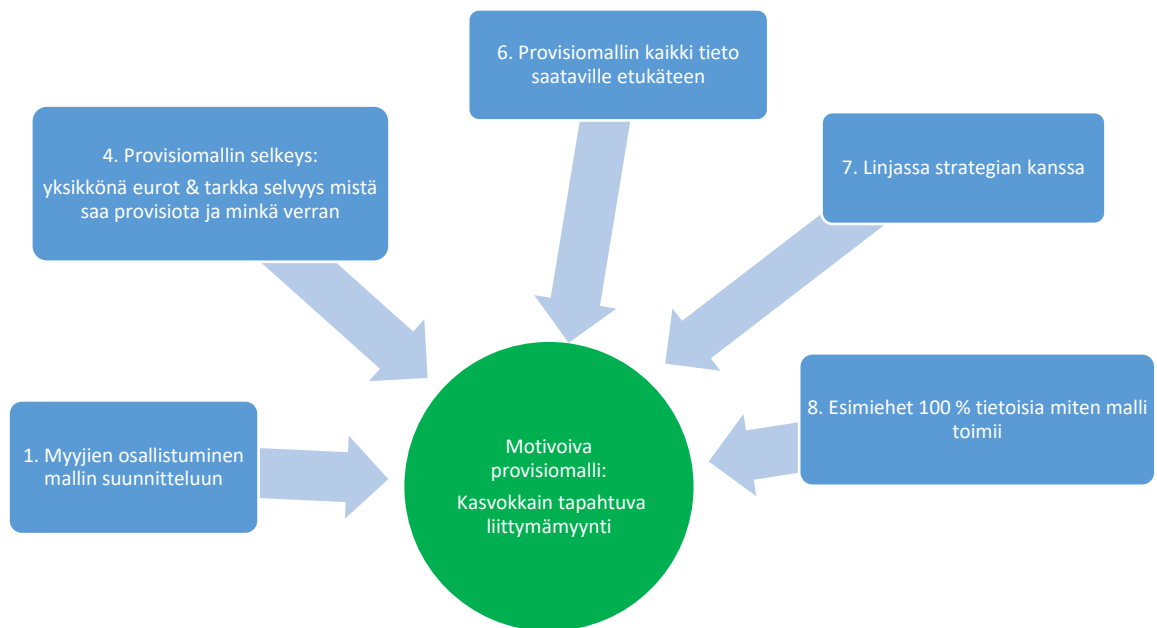 6. Provisiomallin kaikki tieto
saataville etukäteen
4. Provisiomallin selkeys:
yksikkönä eurot & tarkka selvyys mistä
saa provisiota ja minkä verran
7. Linjassa strategian kanssa
8. Esimiehet 100 % tietoisia miten malli
toimii
1. Myyjien osallistuminen
mallin suunnitteluun
Motivoiva
provisiomalli:
Kasvokkain tapahtuva
liittymämyynti